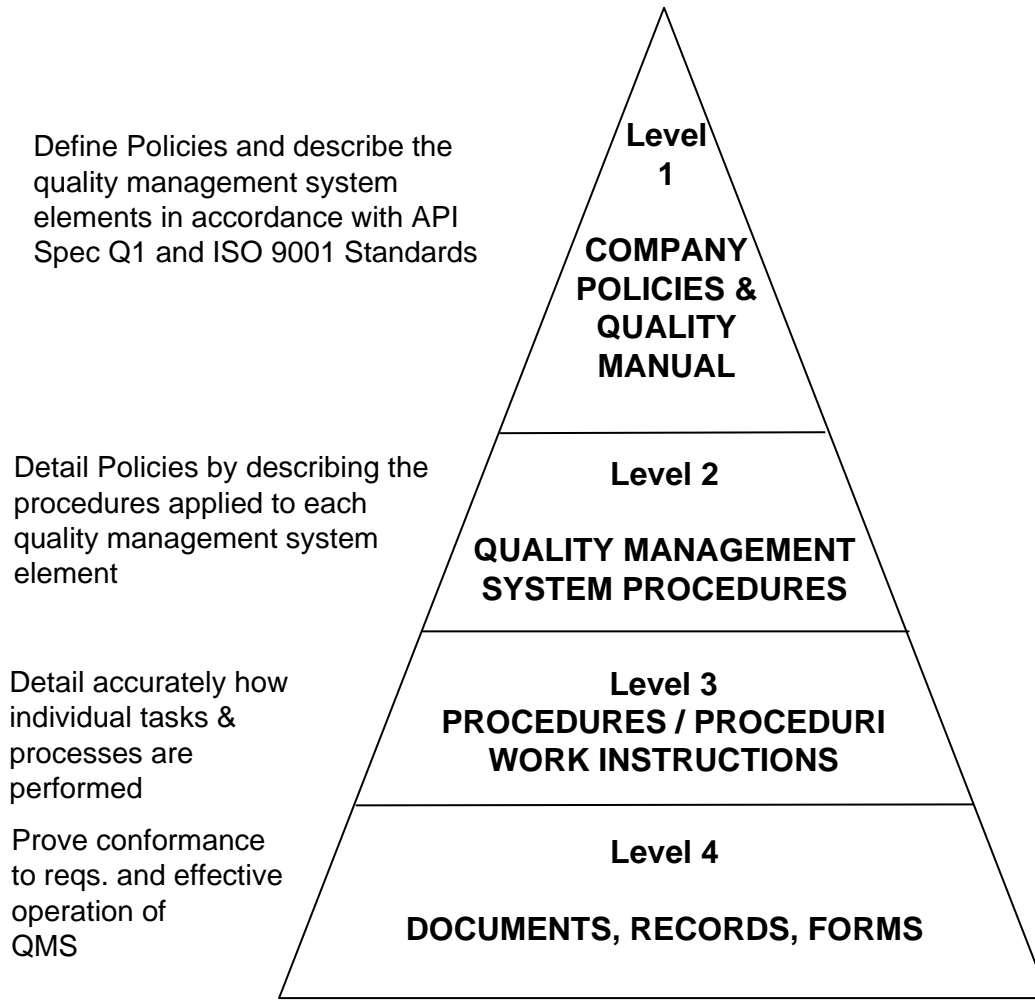 Define Policies and describe the
quality management system
elements in accordance with API
Spec Q1 and ISO 9001 Standards
Level
1
COMPANY
POLICIES &
QUALITY
MANUAL
Detail Policies by describing the
procedures applied to each
quality management system
element
Level 2
QUALITY MANAGEMENT
SYSTEM PROCEDURES
Detail accurately how
individual tasks &
processes are
performed
Level 3
PROCEDURES / PROCEDURI
WORK INSTRUCTIONS
Prove conformance
to reqs. and effective
operation of
QMS
Level 4
DOCUMENTS, RECORDS, FORMS